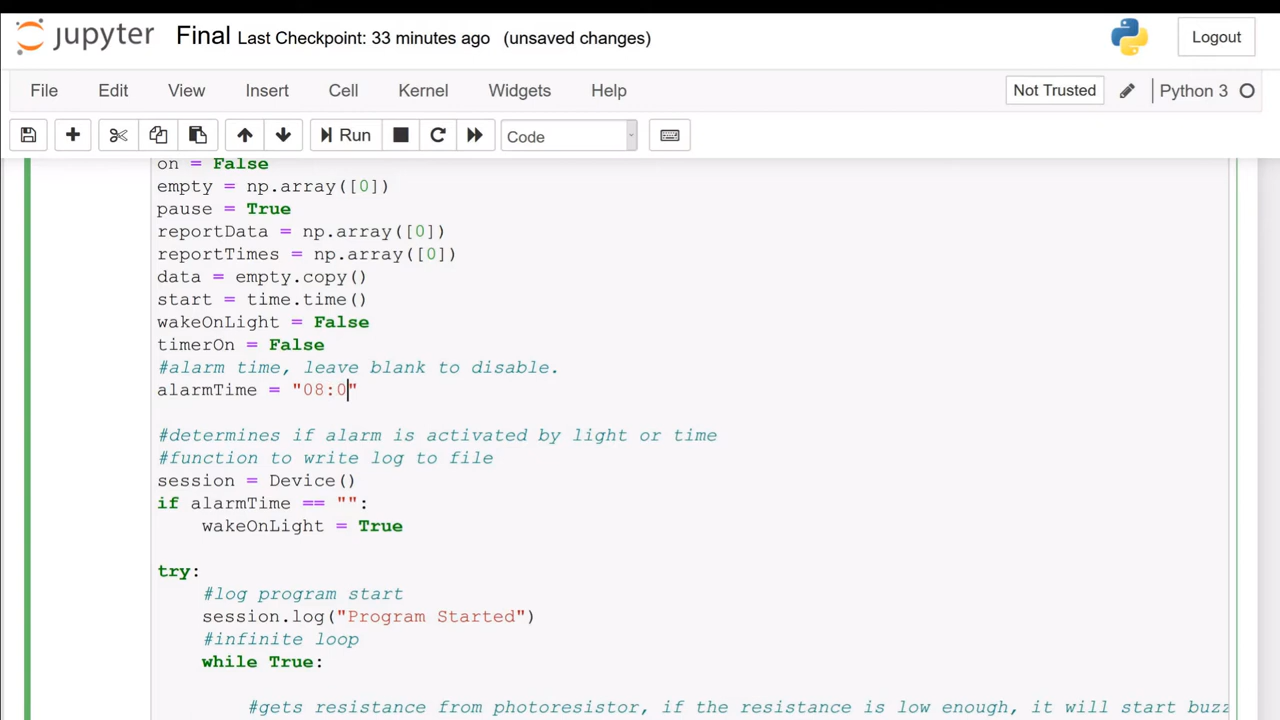 jupyter Final Last Checkpoint: 33 minutes ago (unsaved changes) Logout
File Edit View Insert Cell Kernel Widgets Help Not Trusted Python 3
Run Code
on = False
empty = np.array([0])
pause = True
reportData = np.array([0])
reportTimes = np.array([0])
data = empty.copy()
start = time.time()
wakeOnLight = False
timerOn = False
#alarm time, leave blank to disable.
alarmTime = "08:0"
#determines if alarm is activated by light or time
#function to write log to file
session = Device()
if alarmTime == "":
    wakeOnLight = True
try:
    #log program start
    session.log("Program Started")
    #infinite loop
    while True:
        #gets resistance from photoresistor, if the resistance is low enough, it will start buzz